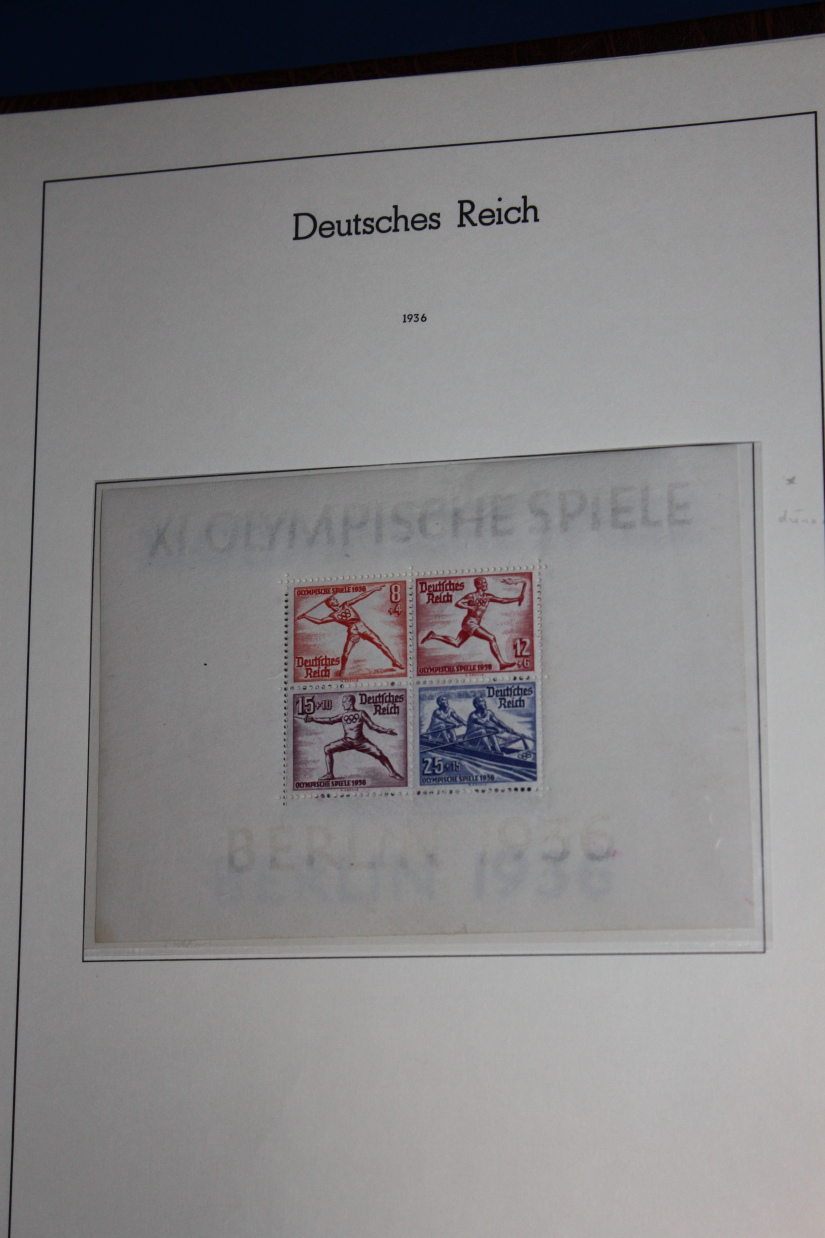 Deutsches Reich
1936
XI. OLYMPISCHE SPIELE
OLYMPISCHE SPIELE 1936
8
+4
Deutsches
Reich
Deutsches
Reich
12
+6
OLYMPISCHE SPIELE 1936
15+10
Deutsches
Reich
OLYMPISCHE SPIELE 1936
Deutsches
Reich
25+15
OLYMPISCHE SPIELE 1936
BERLIN 1936